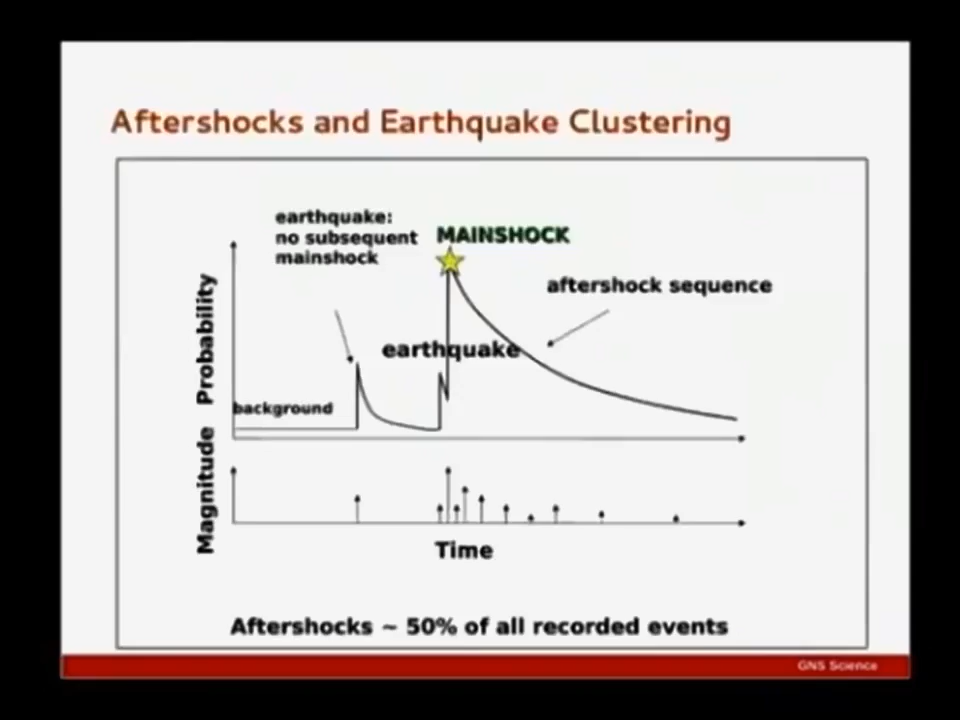 Aftershocks and Earthquake Clustering
earthquake:
no subsequent
mainshock
MAINSHOCK
aftershock sequence
Probability
earthquake
background
Magnitude
Time
Aftershocks ~ 50% of all recorded events
GNS Science